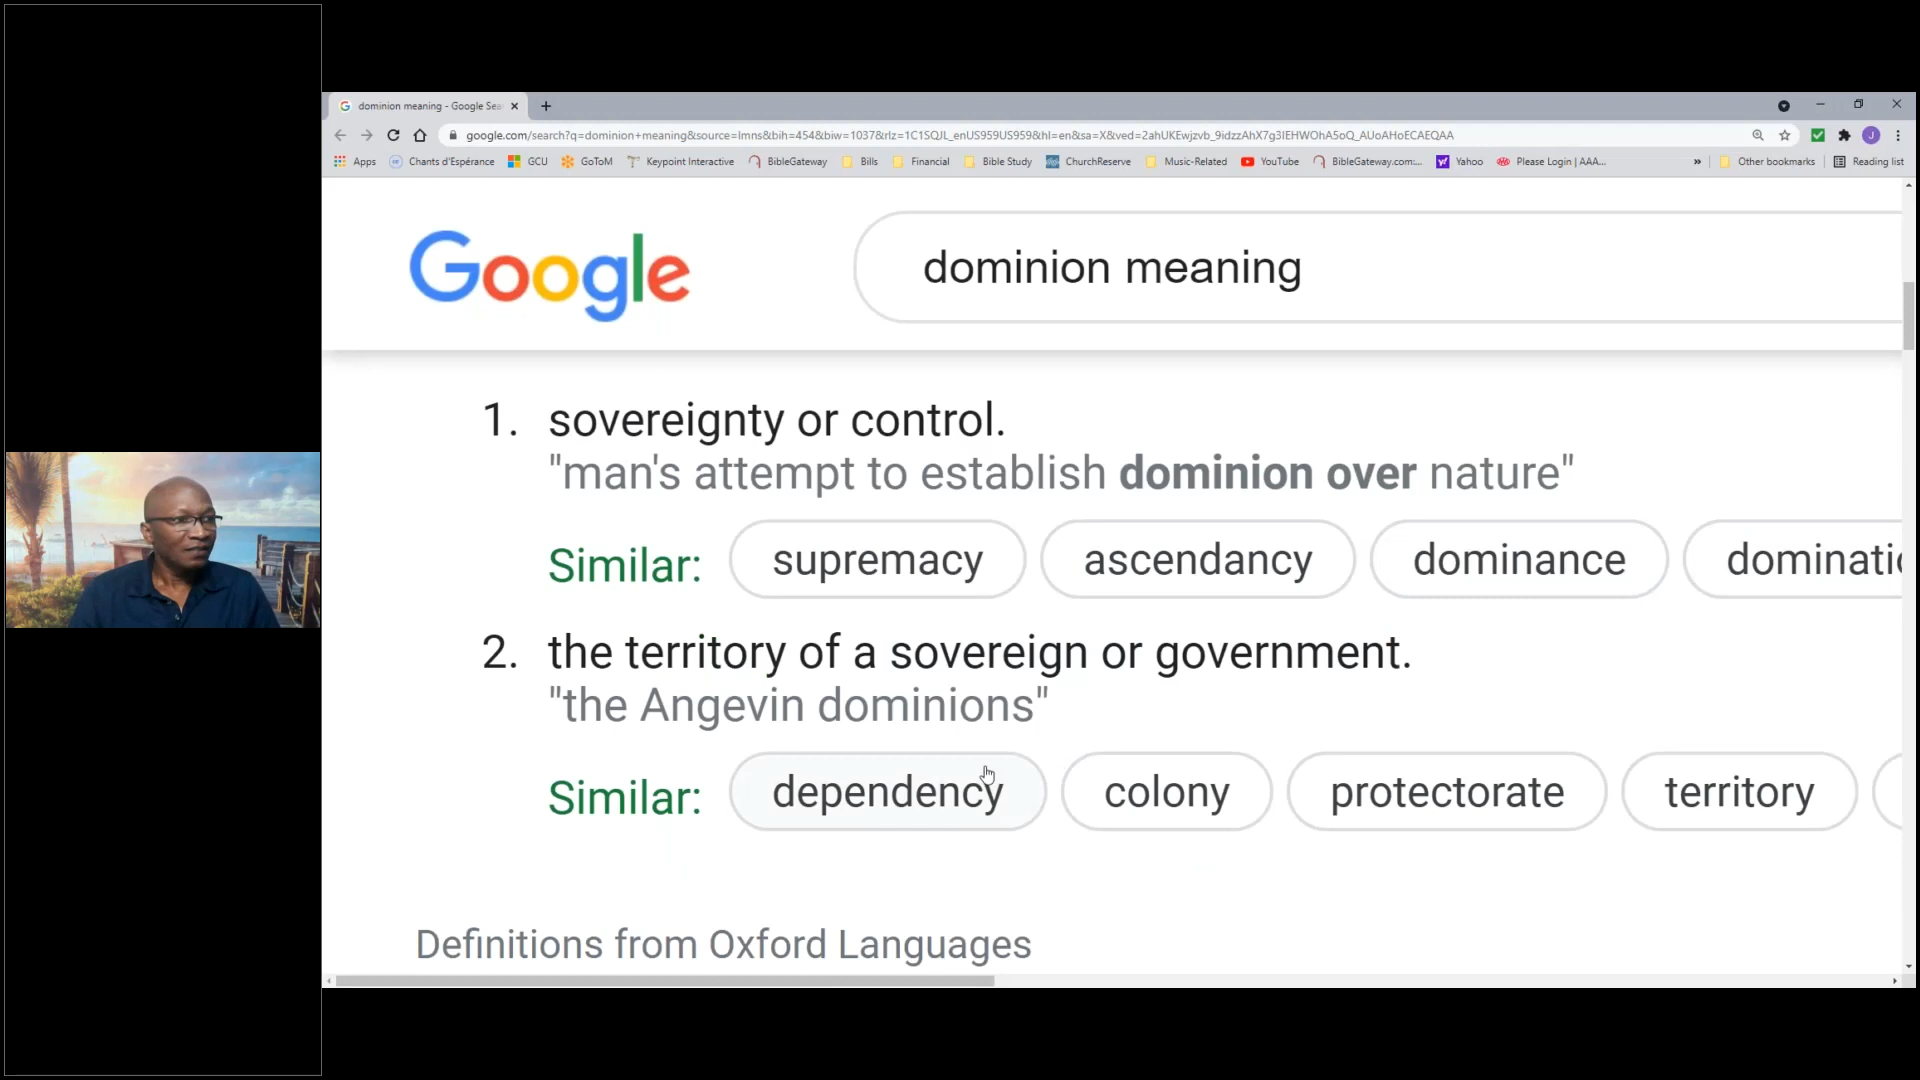 dominion meaning - Google Sea
google.com/search?q=dominion+meaning&source=lmns&bih=454&biw=1037&rlz=1C1SQJL_enUS959US959&hl=en&sa=X&ved=2ahUKEwjzvb_9idzzAhX7g3IEHWOhA5oQ_AUoAHoECAEQAA
J
Apps Chants d'Espérance GCU GoToM Keypoint Interactive BibleGateway Bills Financial Bible Study ChurchReserve Music-Related YouTube BibleGateway.com:... Yahoo Please Login | AAA... » Other bookmarks Reading list
Google
dominion meaning
1. sovereignty or control.
"man's attempt to establish dominion over nature"
Similar: supremacy ascendancy dominance dominatio
2. the territory of a sovereign or government.
"the Angevin dominions"
Similar: dependency colony protectorate territory
Definitions from Oxford Languages